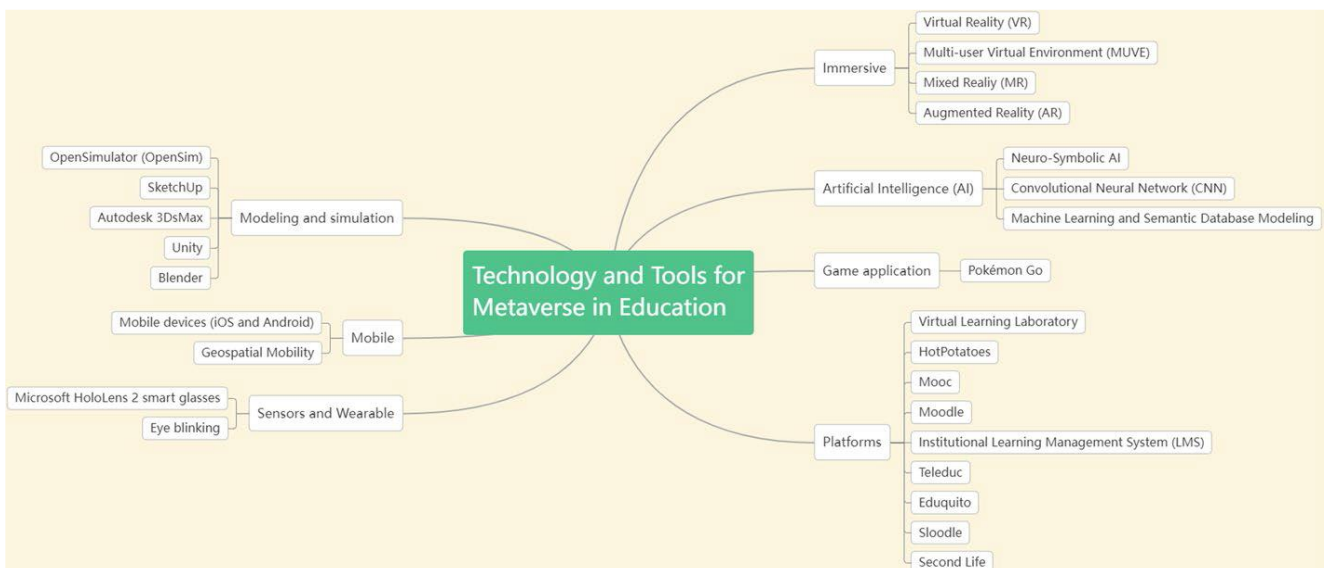 Technology and Tools for
Metaverse in Education
Immersive
Virtual Reality (VR)
Multi-user Virtual Environment (MUVE)
Mixed Realiy (MR)
Augmented Reality (AR)
Artificial Intelligence (AI)
Neuro-Symbolic AI
Convolutional Neural Network (CNN)
Machine Learning and Semantic Database Modeling
Game application
Pokémon Go
Platforms
Virtual Learning Laboratory
HotPotatoes
Mooc
Moodle
Institutional Learning Management System (LMS)
Teleduc
Eduquito
Sloodle
Second Life
Modeling and simulation
OpenSimulator (OpenSim)
SketchUp
Autodesk 3DsMax
Unity
Blender
Mobile
Mobile devices (iOS and Android)
Geospatial Mobility
Sensors and Wearable
Microsoft HoloLens 2 smart glasses
Eye blinking